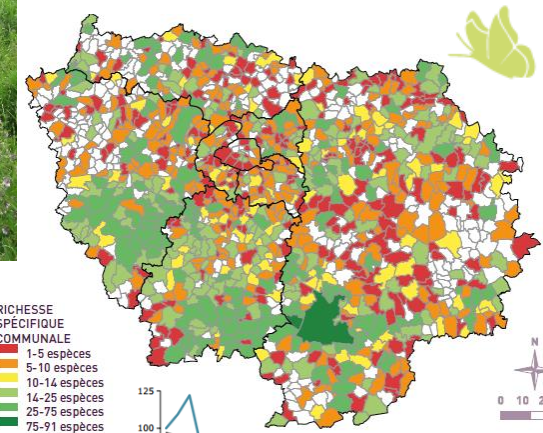 RICHESSE
SPÉCIFIQUE
COMMUNALE
1-5 espèces
5-10 espèces
10-14 espèces
14-25 espèces
25-75 espèces
75-91 espèces
125
100
N
0 10